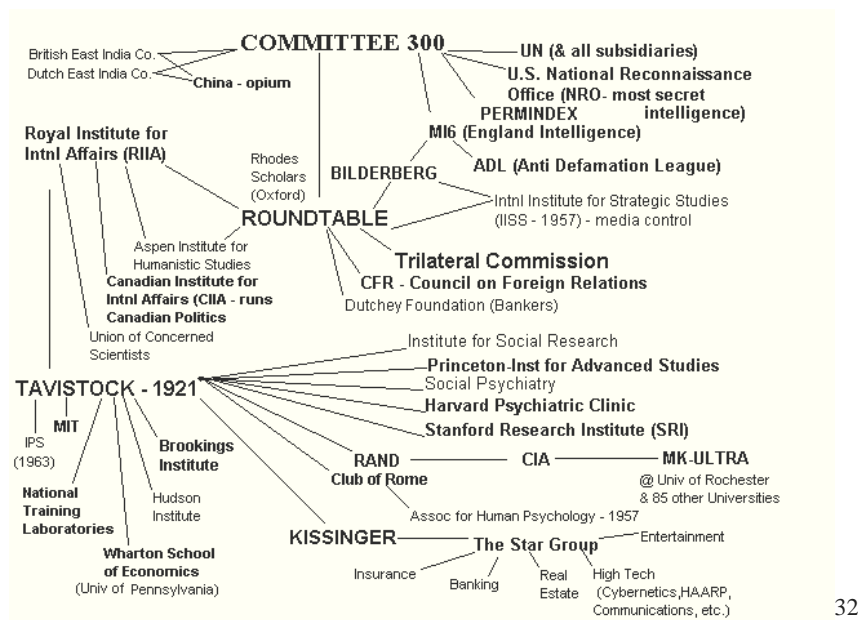 COMMITTEE 300
British East India Co.
Dutch East India Co.
China - opium
UN (& all subsidiaries)
U.S. National Reconnaissance
Office (NRO- most secret
intelligence)
PERMINDEX
MI6 (England Intelligence)
ADL (Anti Defamation League)
Royal Institute for
Intnl Affairs (RIIA)
Rhodes
Scholars
(Oxford)
BILDERBERG
Intnl Institute for Strategic Studies
(IISS - 1957) - media control
ROUNDTABLE
Aspen Institute for
Humanistic Studies
Trilateral Commission
CFR - Council on Foreign Relations
Dutchey Foundation (Bankers)
Canadian Institute for
Intnl Affairs (CIIA - runs
Canadian Politics
Union of Concerned
Scientists
Institute for Social Research
Princeton-Inst for Advanced Studies
Social Psychiatry
Harvard Psychiatric Clinic
Stanford Research Institute (SRI)
TAVISTOCK - 1921
IPS
(1963)
MIT
Brookings
Institute
RAND
CIA
MK-ULTRA
@ Univ of Rochester
& 85 other Universities
Club of Rome
Assoc for Human Psychology - 1957
National
Training
Laboratories
Hudson
Institute
Wharton School
of Economics
(Univ of Pennsylvania)
KISSINGER
The Star Group
Entertainment
Insurance
Banking
Real
Estate
High Tech
(Cybernetics,HAARP,
Communications, etc.)
32